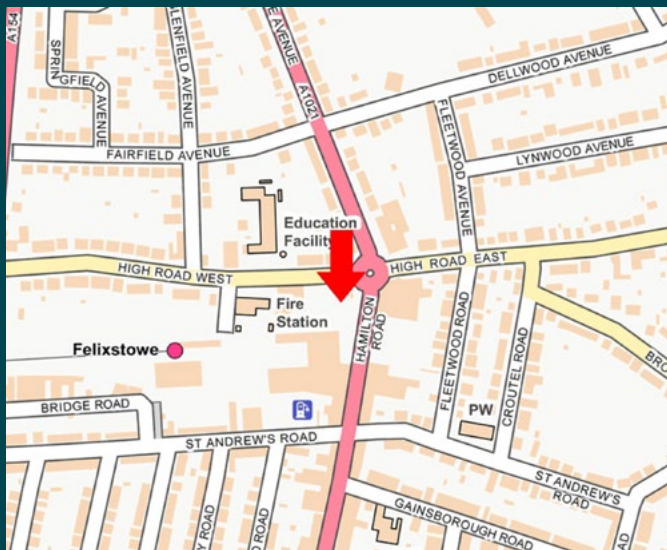 A154
SPRIN
GFIELD AVENUE
LENFIELD AVENUE
E AVENUE
A1021
DELLWOOD AVENUE
FAIRFIELD AVENUE
FLEETWOOD AVENUE
LYNWOOD AVENUE
Education
Facility
HIGH ROAD WEST
HIGH ROAD EAST
Fire
Station
HAMILTON
ROAD
Felixstowe
FLEETWOOD ROAD
CROUTEL ROAD
BRO
BRIDGE ROAD
PW
ST ANDREW'S ROAD
ST ANDREW'S
ROAD
Y ROAD
ROAD
GAINSBOROUGH ROAD